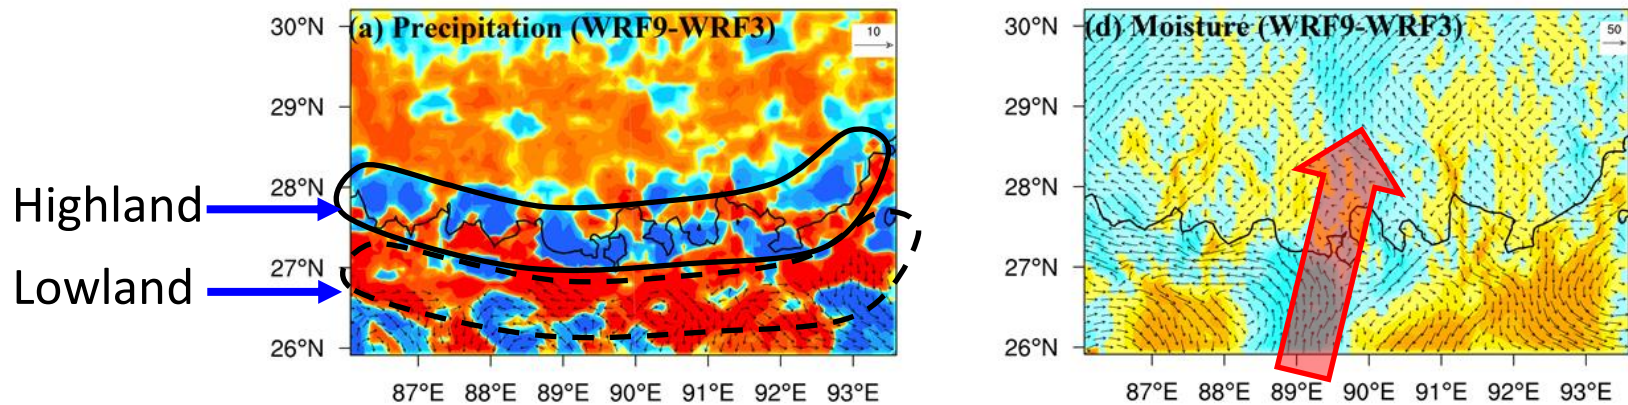 (a) Precipitation (WRF9-WRF3)
10
30°N
29°N
28°N
27°N
26°N
87°E 88°E 89°E 90°E 91°E 92°E 93°E
Highland
Lowland
(d) Moisture (WRF9-WRF3)
50
30°N
29°N
28°N
27°N
26°N
87°E 88°E 89°E 90°E 91°E 92°E 93°E